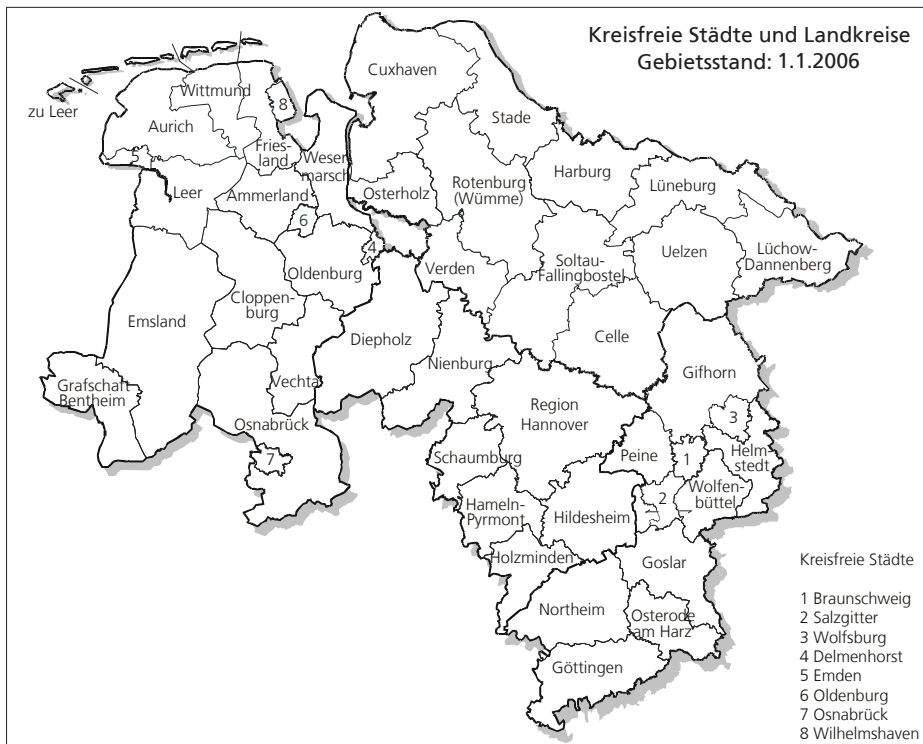 Kreisfreie Städte und Landkreise
Gebietsstand: 1.1.2006
Cuxhaven
Wittmund
8
zu Leer
Stade
Aurich
5
Fries-
land
Weser-
marsch
Harburg
Leer
Ammerland
Osterholz
Rotenburg
(Wümme)
Lüneburg
6
4
Oldenburg
Verden
Soltau-
Fallingbostel
Uelzen
Lüchow-
Dannenberg
Emsland
Cloppen-
burg
Diepholz
Celle
Nienburg
Gifhorn
Grafschaft
Bentheim
Vechta
Region
Hannover
3
Osnabrück
7
Schaumburg
Peine
1
Helm-
stedt
Hameln-
Pyrmont
Hildesheim
2
Wolfen-
büttel
Holzminden
Goslar
Northeim
Osterode
am Harz
Göttingen
Kreisfreie Städte
1 Braunschweig
2 Salzgitter
3 Wolfsburg
4 Delmenhorst
5 Emden
6 Oldenburg
7 Osnabrück
8 Wilhelmshaven